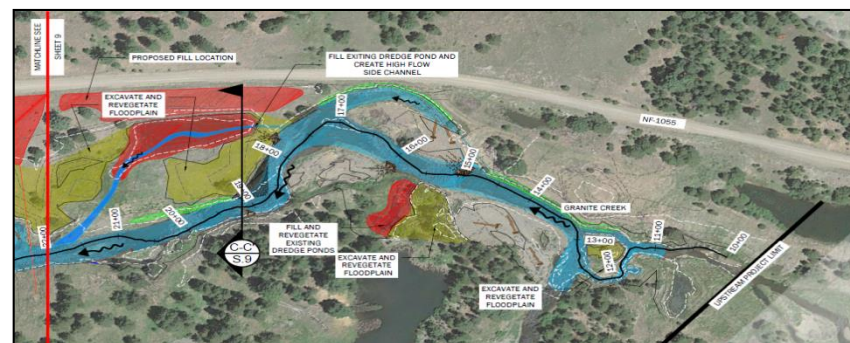 MATCHLINE SEE
SHEET 9
PROPOSED FILL LOCATION
EXCAVATE AND
REVEGETATE
FLOODPLAIN
FILL EXITING DREDGE POND AND
CREATE HIGH FLOW
SIDE CHANNEL
NF-1055
17+00
16+00
15+00
14+00
GRANITE CREEK
13+00
12+00
11+00
10+00
UPSTREAM PROJECT LIMIT
18+00
19+00
20+00
21+00
22+00
C-C
S.9
FILL AND
REVEGETATE
EXISTING
DREDGE PONDS
EXCAVATE AND
REVEGETATE
FLOODPLAIN
EXCAVATE AND
REVEGETATE
FLOODPLAIN